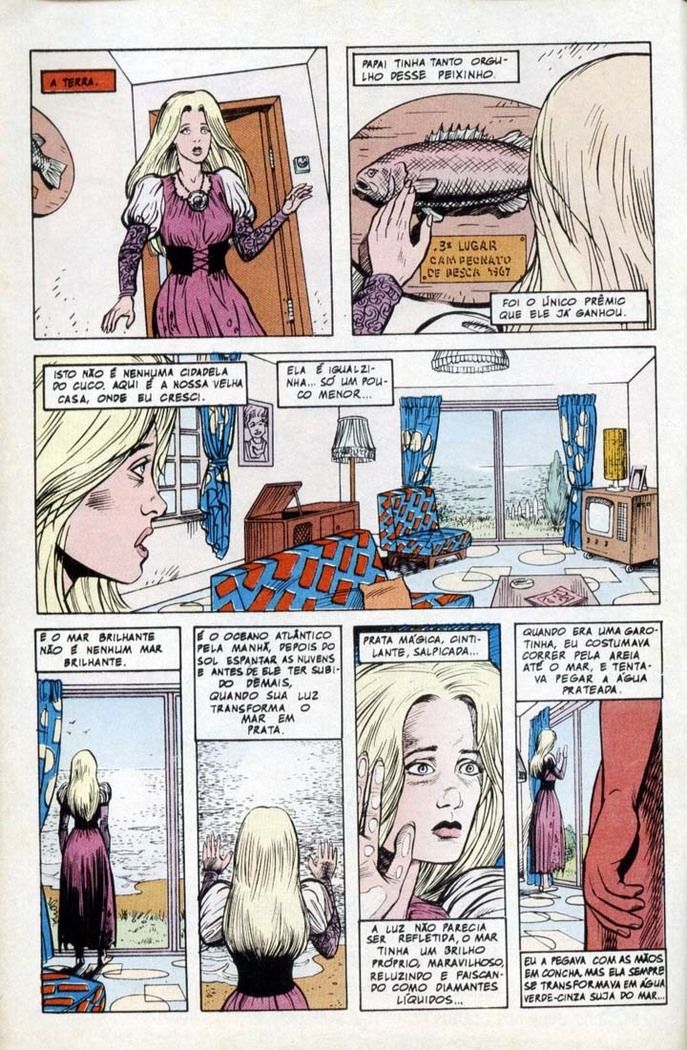 A TERRA.
PAPAI TINHA TANTO ORGU-
LHO DESSE PEIXINHO.
3º LUGAR
CAMPEONATO
DE PESCA 1967
FOI O ÚNICO PRÊMIO
QUE ELE JÁ GANHOU.
ISTO NÃO É NENHUMA CIDADELA
DO CUCO. AQUI É A NOSSA VELHA
CASA, ONDE EU CRESCI.
ELA É IGUALZI-
NHA... SÓ UM POU-
CO MENOR...
E O MAR BRILHANTE
NÃO É NENHUM MAR
BRILHANTE.
É O OCEANO ATLÂNTICO
PELA MANHÃ, DEPOIS DO
SOL ESPANTAR AS NUVENS
E ANTES DE ELE TER SUBI-
DO DEMAIS,
QUANDO SUA LUZ
TRANSFORMA O
MAR EM
PRATA.
PRATA MÁGICA, CINTI-
LANTE, SALPICADA...
A LUZ NÃO PARECIA
SER REFLETIDA, O MAR
TINHA UM BRILHO
PRÓPRIO, MARAVILHOSO,
RELUZINDO E FAISCAN-
DO COMO DIAMANTES
LÍQUIDOS...
QUANDO ERA UMA GARO-
TINHA, EU COSTUMAVA
CORRER PELA AREIA
ATÉ O MAR, E TENTA-
VA PEGAR A ÁGUA
PRATEADA.
EU A PEGAVA COM AS MÃOS
EM CONCHA, MAS ELA SEMPRE
SE TRANSFORMAVA EM ÁGUA
VERDE-CINZA SUJA DO MAR...